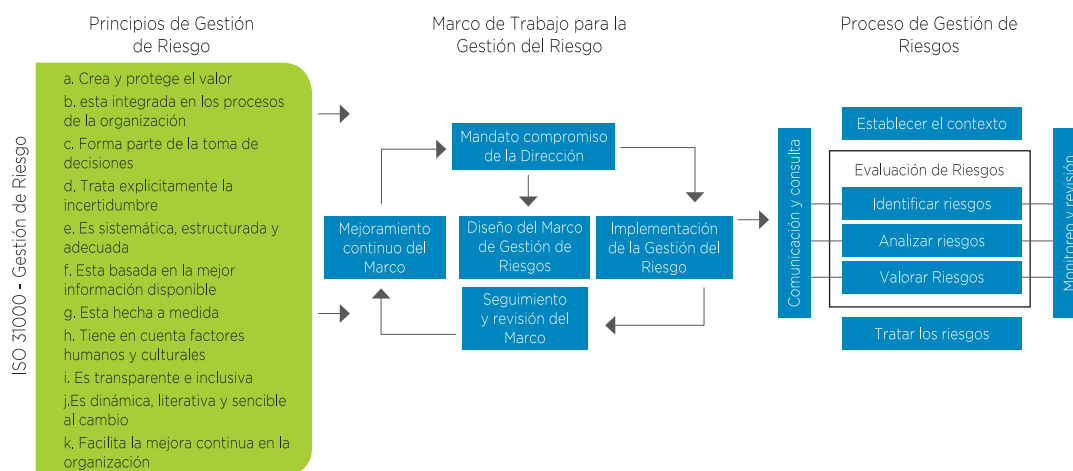 Principios de Gestión
de Riesgo
ISO 31000 - Gestión de Riesgo
a. Crea y protege el valor
b. esta integrada en los procesos
de la organización
c. Forma parte de la toma de
decisiones
d. Trata explicitamente la
incertidumbre
e. Es sistemática, estructurada y
adecuada
f. Esta basada en la mejor
información disponible
g. Esta hecha a medida
h. Tiene en cuenta factores
humanos y culturales
i. Es transparente e inclusiva
j.Es dinámica, literativa y sencible
al cambio
k. Facilita la mejora continua en la
organización
Marco de Trabajo para la
Gestión del Riesgo
Mandato compromiso
de la Dirección
Mejoramiento
continuo del
Marco
Diseño del Marco
de Gestión de
Riesgos
Implementación
de la Gestión del
Riesgo
Seguimiento
y revisión del
Marco
Proceso de Gestión de
Riesgos
Comunicación y consulta
Establecer el contexto
Evaluación de Riesgos
Identificar riesgos
Analizar riesgos
Valorar Riesgos
Tratar los riesgos
Monitoreo y revisión